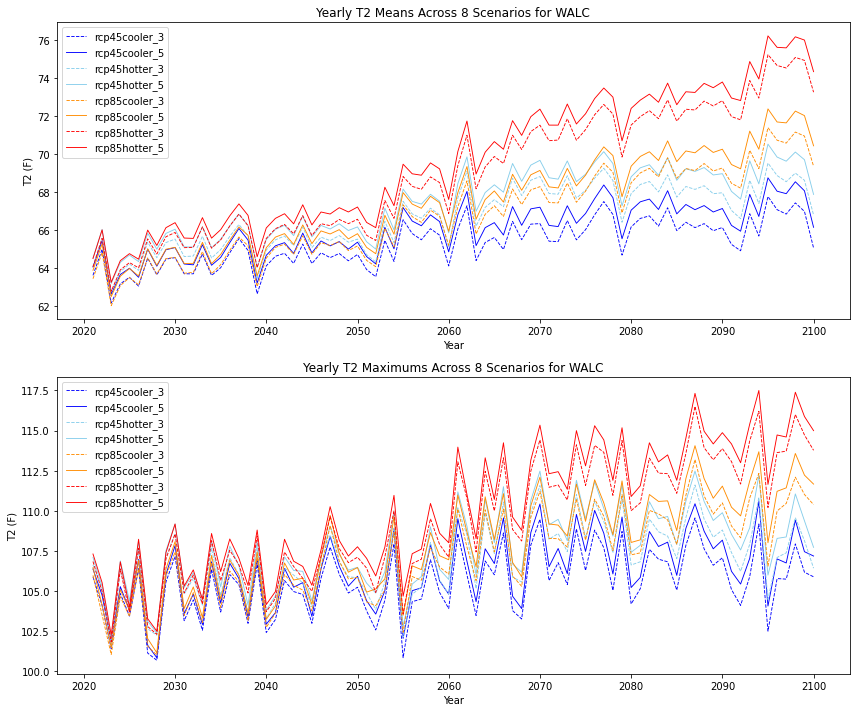 Yearly T2 Means Across 8 Scenarios for WALC
rcp45cooler_3
rcp45cooler_5
rcp45hotter_3
rcp45hotter_5
rcp85cooler_3
rcp85cooler_5
rcp85hotter_3
rcp85hotter_5
T2 (F)
76
74
72
70
68
66
64
62
2020 2030 2040 2050 2060 2070 2080 2090 2100
Year
Yearly T2 Maximums Across 8 Scenarios for WALC
rcp45cooler_3
rcp45cooler_5
rcp45hotter_3
rcp45hotter_5
rcp85cooler_3
rcp85cooler_5
rcp85hotter_3
rcp85hotter_5
T2 (F)
117.5
115.0
112.5
110.0
107.5
105.0
102.5
100.0
2020 2030 2040 2050 2060 2070 2080 2090 2100
Year